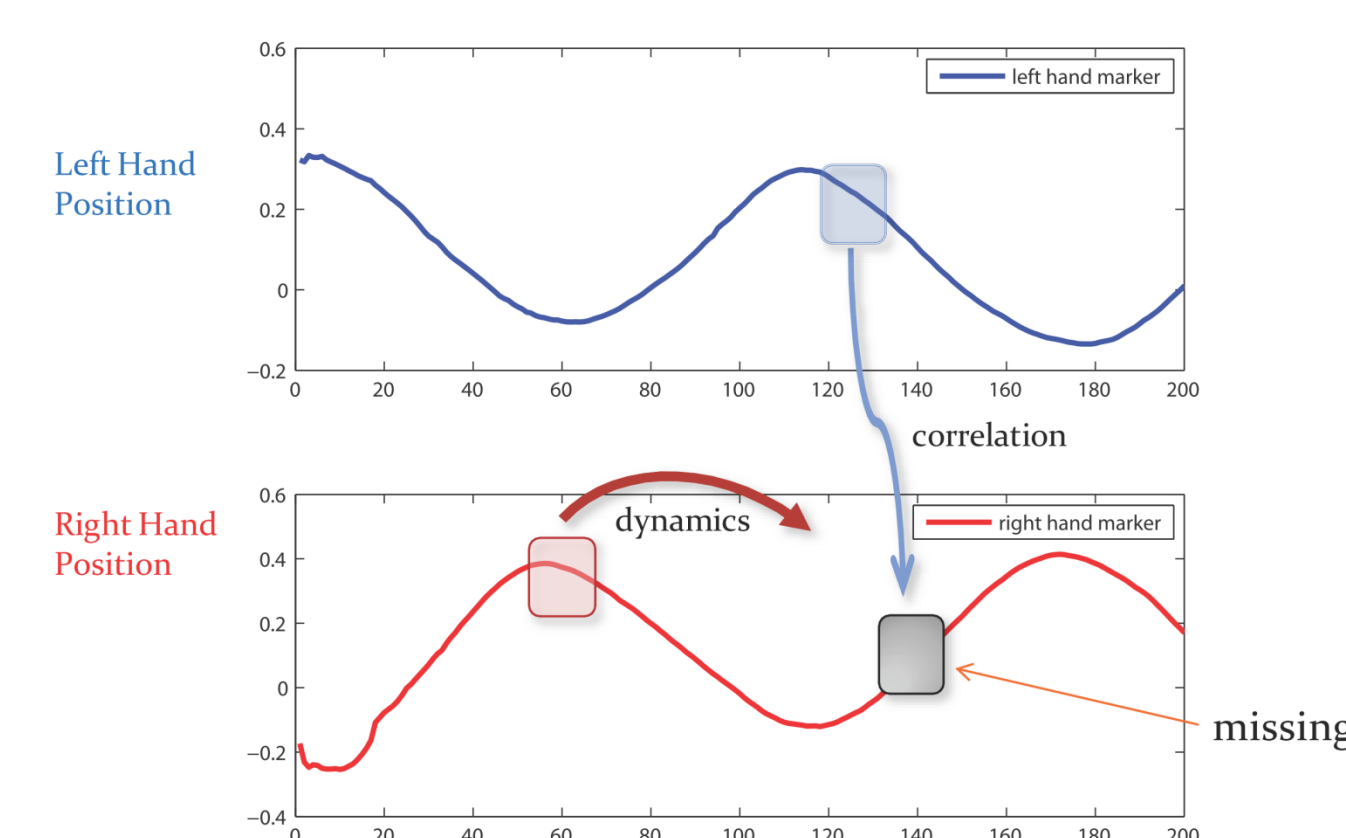 0.6
left hand marker
0.4
Left Hand
Position
0.2
0
−0.2
0 20 40 60 80 100 120 140 160 180 200
correlation
0.6
Right Hand
Position
dynamics
right hand marker
0.4
0.2
0
missing
−0.2
−0.4
0 20 40 60 80 100 120 140 160 180 200